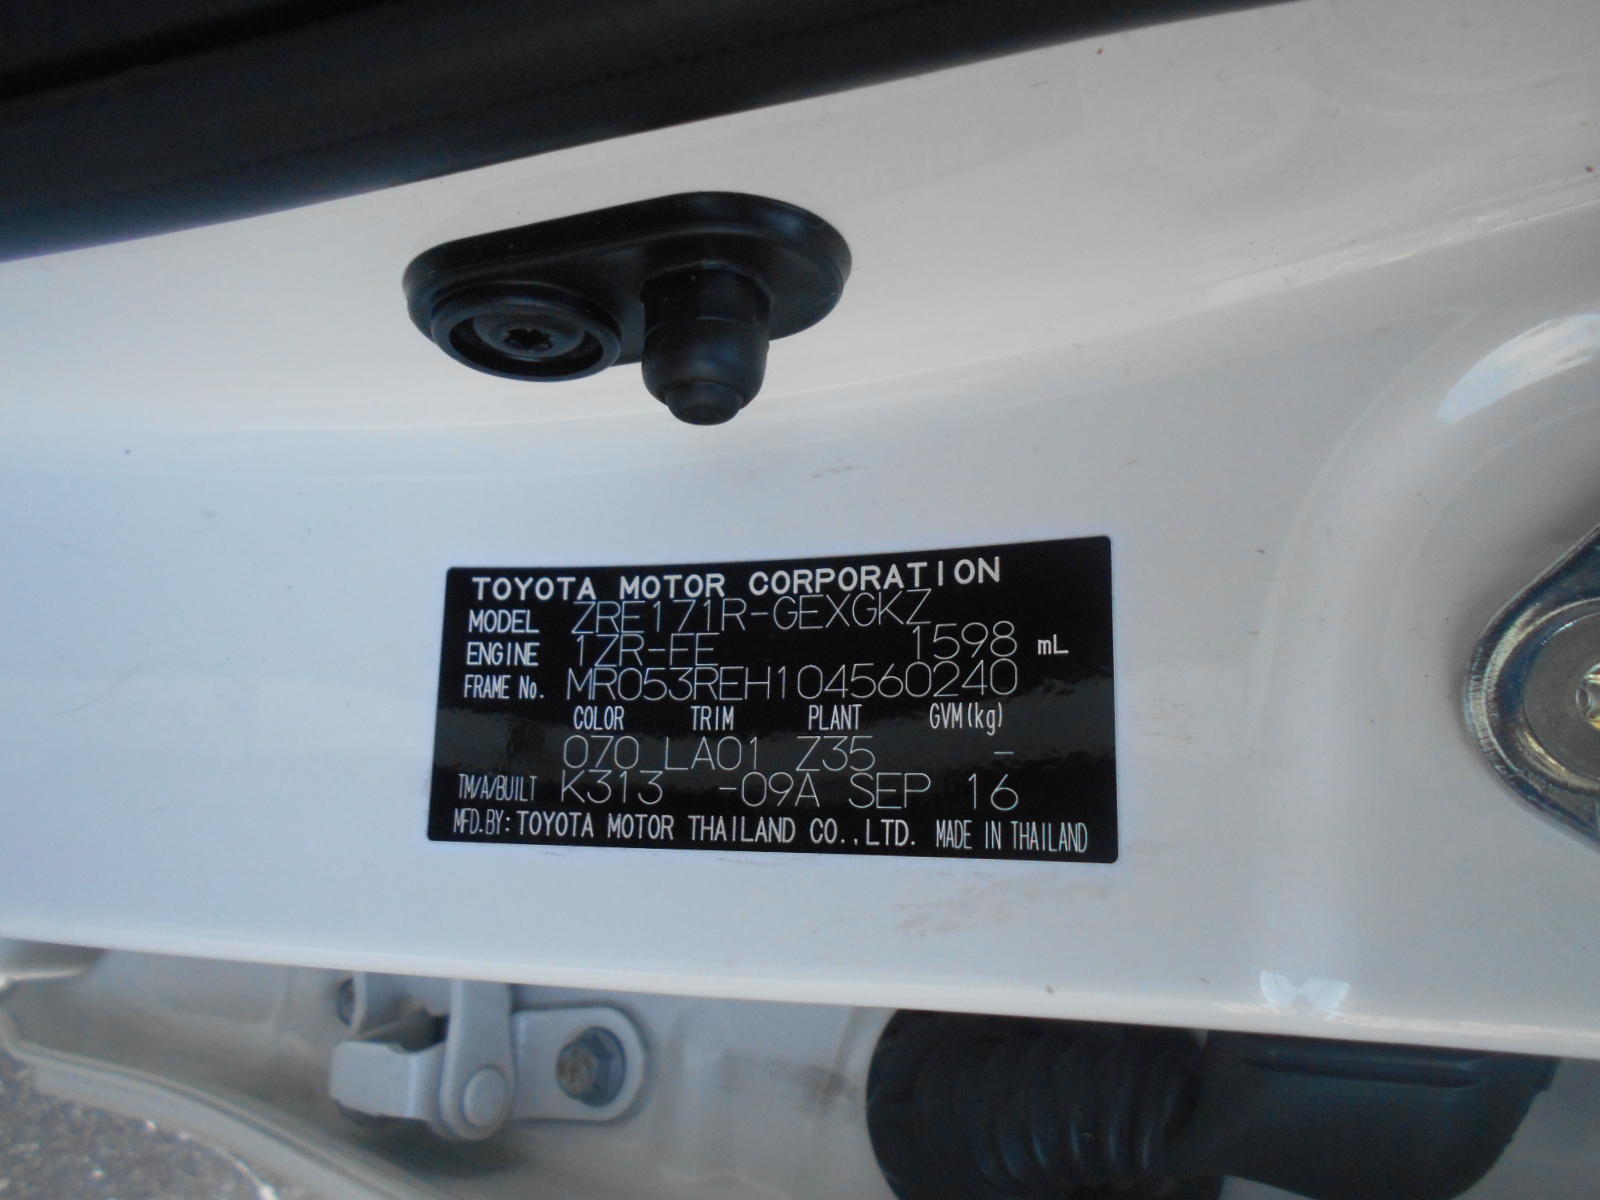 TOYOTA MOTOR CORPORATION
MODEL ZRE171R-GEXGKZ
ENGINE 1ZR-FE 1598 mL
FRAME No. MR053REH104560240
COLOR TRIM PLANT GVM(kg)
070 LA01 Z35 -
TM/A/BUILT K313 -09A SEP 16
MFD.BY: TOYOTA MOTOR THAILAND CO.,LTD. MADE IN THAILAND